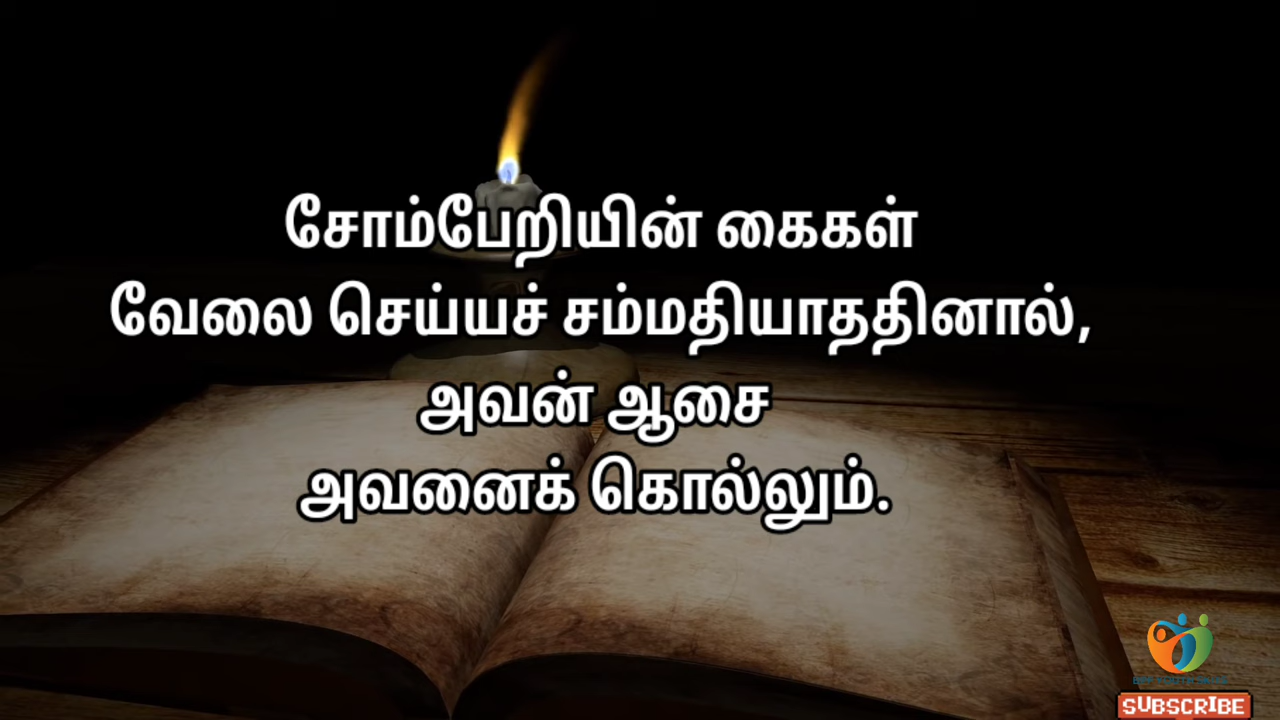 சோம்பேறியின் கைகள்
வேலை செய்யச் சம்மதியாததினால்,
அவன் ஆசை
அவனைக் கொல்லும்.
SUBSCRIBE